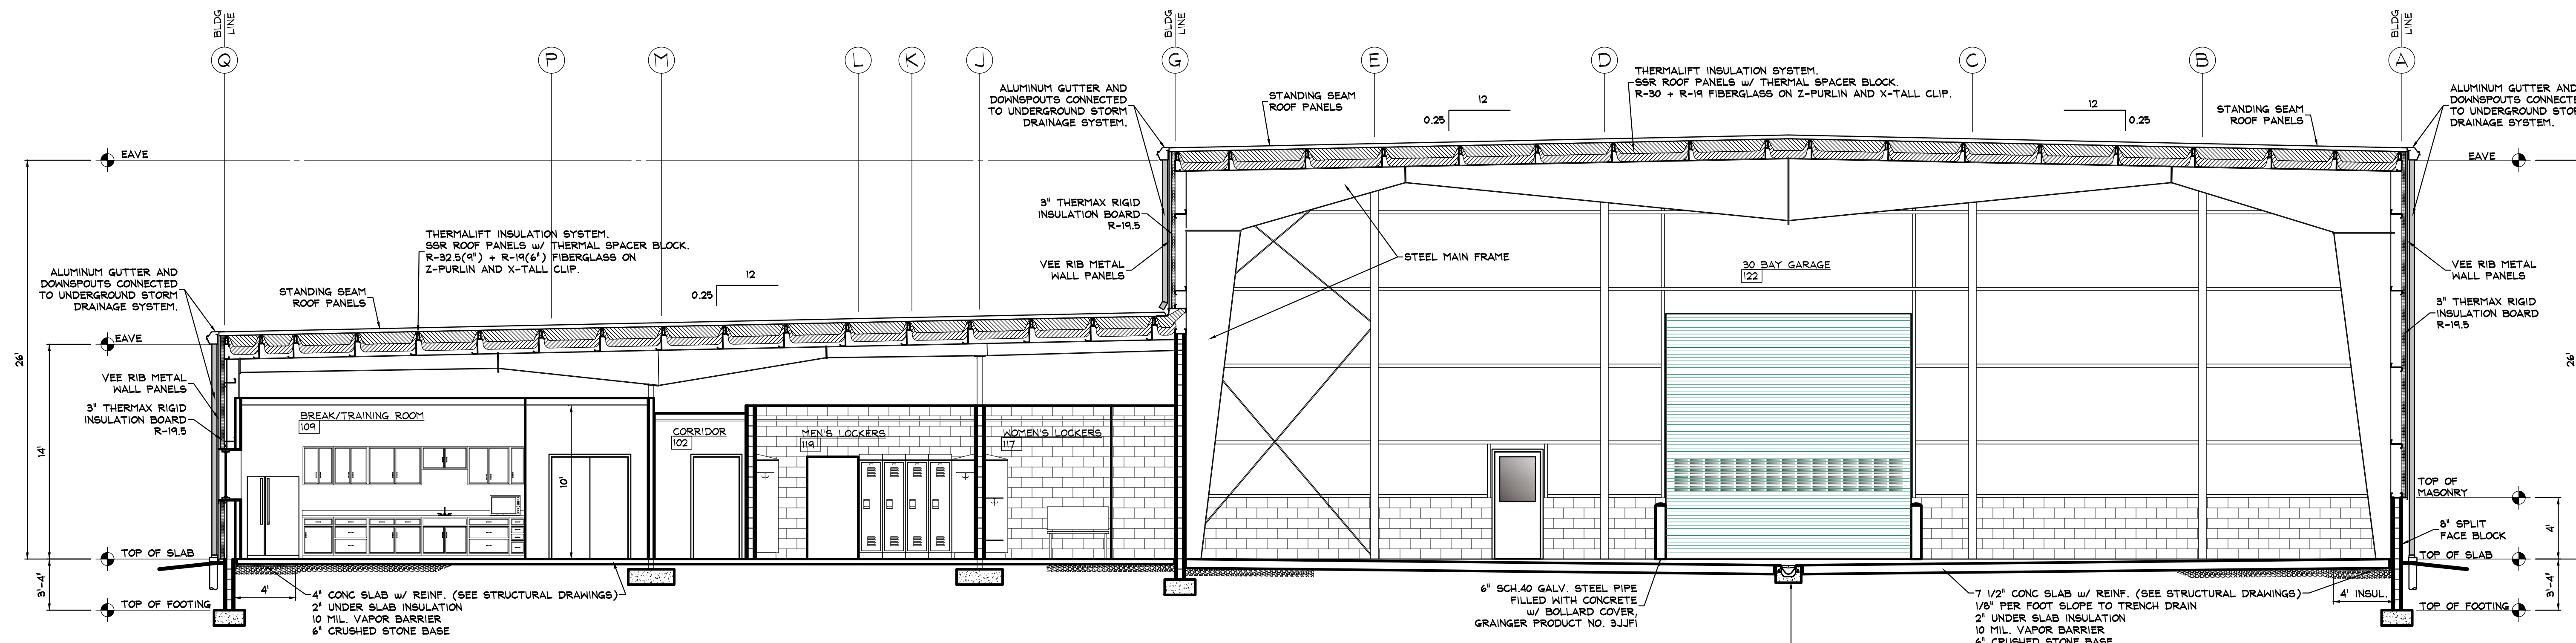 BLDG
LINE
BLDG
LINE
BLDG
LINE
Q
P
M
L
K
J
G
E
D
C
B
A
ALUMINUM GUTTER AND
DOWNSPOUTS CONNECTED
TO UNDERGROUND STORM
DRAINAGE SYSTEM.
STANDING SEAM
ROOF PANELS
12
0.25
THERMALIFT INSULATION SYSTEM.
SSR ROOF PANELS w/ THERMAL SPACER BLOCK.
R-30 + R-19 FIBERGLASS ON Z-PURLIN AND X-TALL CLIP.
12
0.25
STANDING SEAM
ROOF PANELS
ALUMINUM GUTTER AND
DOWNSPOUTS CONNECTE
TO UNDERGROUND STOR
DRAINAGE SYSTEM.
EAVE
EAVE
3" THERMAX RIGID
INSULATION BOARD
R-19.5
VEE RIB METAL
WALL PANELS
STEEL MAIN FRAME
30 BAY GARAGE
122
VEE RIB METAL
WALL PANELS
3" THERMAX RIGID
INSULATION BOARD
R-19.5
THERMALIFT INSULATION SYSTEM.
SSR ROOF PANELS w/ THERMAL SPACER BLOCK.
R-32.5(9") + R-19(6") FIBERGLASS ON
Z-PURLIN AND X-TALL CLIP.
12
0.25
ALUMINUM GUTTER AND
DOWNSPOUTS CONNECTED
TO UNDERGROUND STORM
DRAINAGE SYSTEM.
STANDING SEAM
ROOF PANELS
EAVE
26'
26'
14'
VEE RIB METAL
WALL PANELS
3" THERMAX RIGID
INSULATION BOARD
R-19.5
BREAK/TRAINING ROOM
109
10'
CORRIDOR
102
MEN'S LOCKERS
119
WOMEN'S LOCKERS
117
TOP OF
MASONRY
4'
8" SPLIT
FACE BLOCK
TOP OF SLAB
TOP OF SLAB
3'-4"
3'-4"
TOP OF FOOTING
TOP OF FOOTING
4'
4" CONC SLAB w/ REINF. (SEE STRUCTURAL DRAWINGS)
2" UNDER SLAB INSULATION
10 MIL. VAPOR BARRIER
6" CRUSHED STONE BASE
6" SCH.40 GALV. STEEL PIPE
FILLED WITH CONCRETE
w/ BOLLARD COVER,
GRAINGER PRODUCT NO. 3JJF1
7 1/2" CONC SLAB w/ REINF. (SEE STRUCTURAL DRAWINGS)
1/8" PER FOOT SLOPE TO TRENCH DRAIN
2" UNDER SLAB INSULATION
10 MIL. VAPOR BARRIER
6" CRUSHED STONE BASE
4' INSUL.